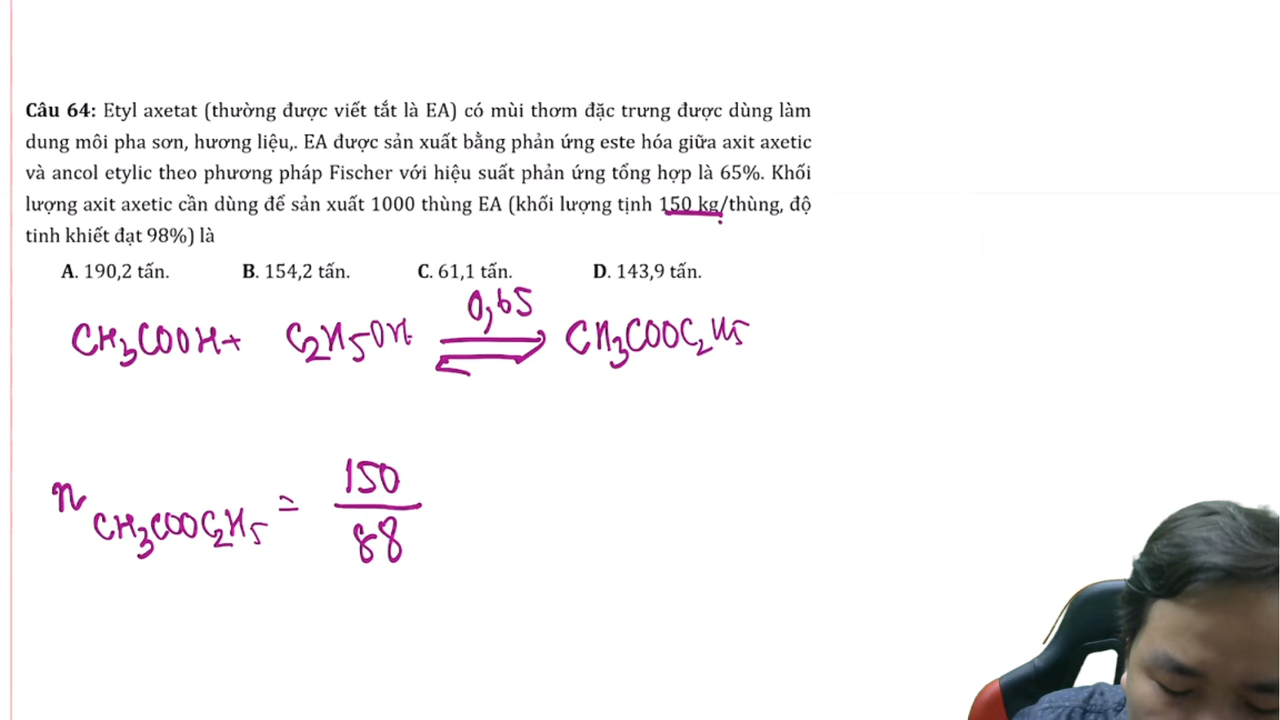 Câu 64: Etyl axetat (thường được viết tắt là EA) có mùi thơm đặc trưng được dùng làm
dung môi pha sơn, hương liệu,. EA được sản xuất bằng phản ứng este hóa giữa axit axetic
và ancol etylic theo phương pháp Fischer với hiệu suất phản ứng tổng hợp là 65%. Khối
lượng axit axetic cần dùng để sản xuất 1000 thùng EA (khối lượng tịnh 150 kg/thùng, độ
tinh khiết đạt 98%) là
A. 190,2 tấn. B. 154,2 tấn. C. 61,1 tấn. D. 143,9 tấn.
0,65
CH3COOH + C2H5OH ⇌ CH3COOC2H5
150
n CH3COOC2H5 =
88